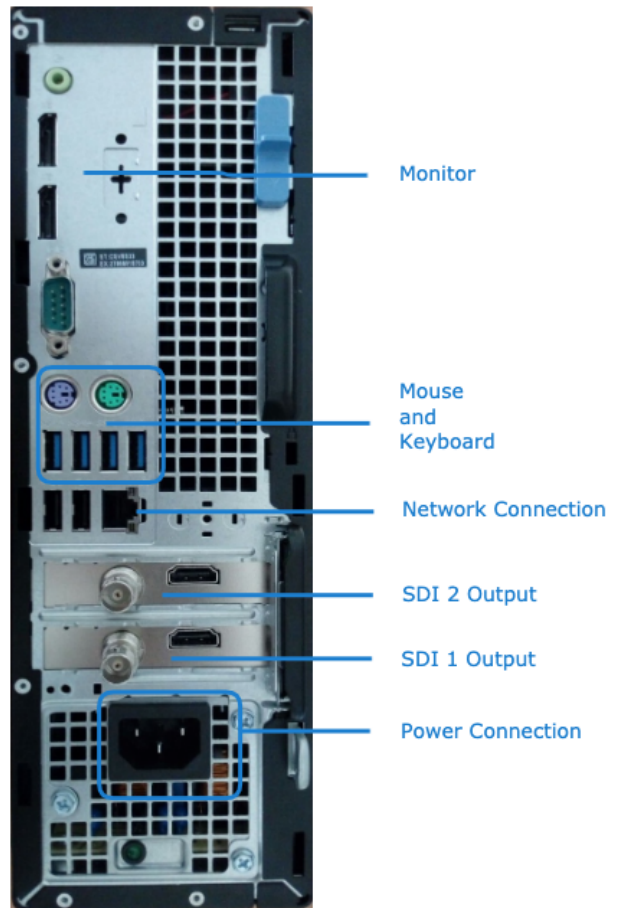 Monitor
Mouse
and
Keyboard
Network Connection
SDI 2 Output
SDI 1 Output
Power Connection